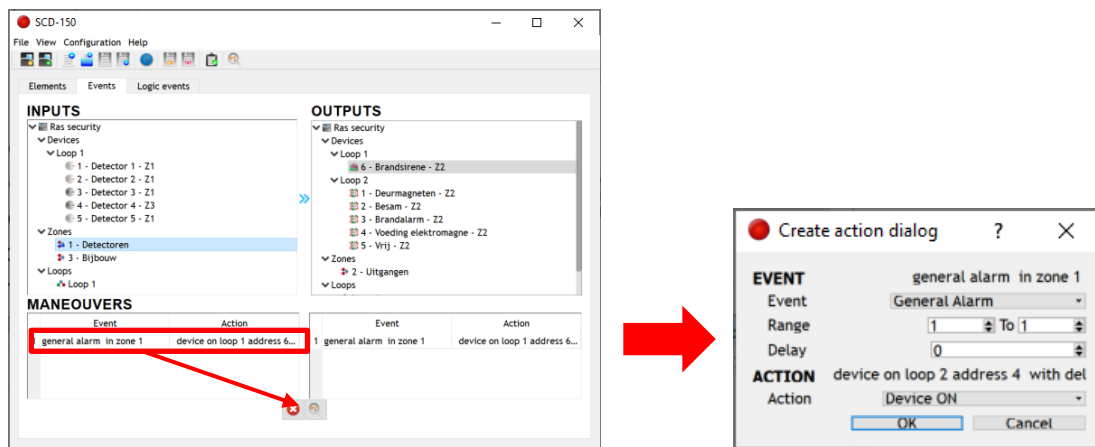 SCD-150
File View Configuration Help
Elements Events Logic events
INPUTS
Ras security
Devices
Loop 1
1 - Detector 1 - Z1
2 - Detector 2 - Z1
3 - Detector 3 - Z1
4 - Detector 4 - Z3
5 - Detector 5 - Z1
Zones
1 - Detectoren
3 - Bijbouw
Loops
Loop 1
OUTPUTS
Ras security
Devices
Loop 1
6 - Brandsirene - Z2
Loop 2
1 - Deurmagneten - Z2
2 - Besam - Z2
3 - Brandalarm - Z2
4 - Voeding elektromagne - Z2
5 - Vrij - Z2
Zones
2 - Uitgangen
Loops
MANEOUVERS
Event Action
1 general alarm in zone 1 device on loop 1 address 6...
Event Action
1 general alarm in zone 1 device on loop 1 address 6...
Create action dialog ?
EVENT general alarm in zone 1
Event General Alarm
Range 1 To 1
Delay 0
ACTION device on loop 2 address 4 with del
Action Device ON
OK Cancel